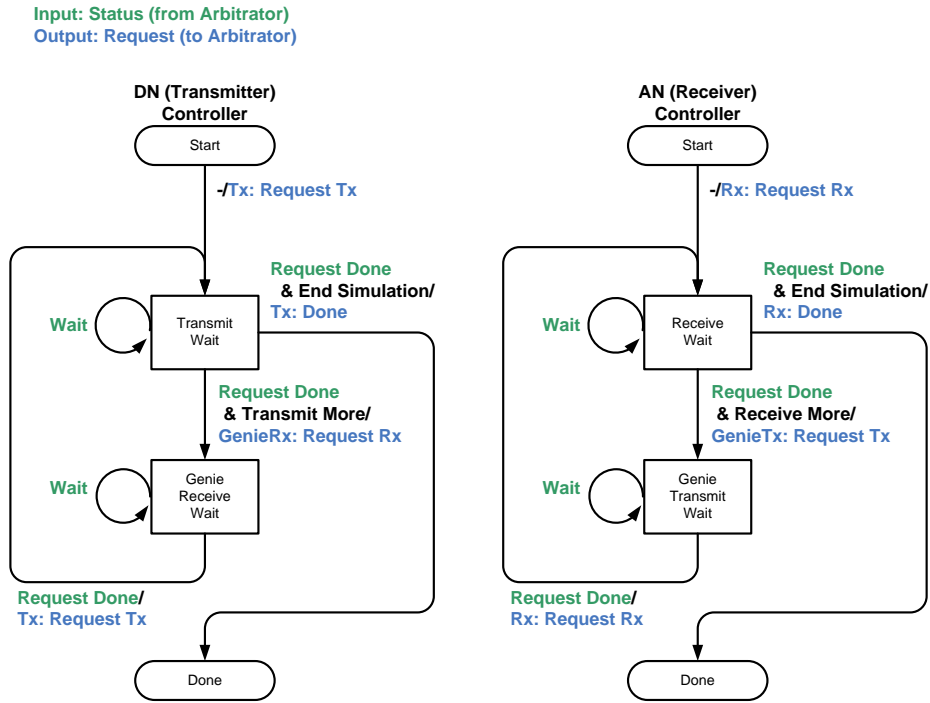 Input: Status (from Arbitrator)
Output: Request (to Arbitrator)
DN (Transmitter)
Controller
Start
-/Tx: Request Tx
Request Done
& End Simulation/
Tx: Done
Wait
Transmit
Wait
Request Done
& Transmit More/
GenieRx: Request Rx
Wait
Genie
Receive
Wait
Request Done/
Tx: Request Tx
Done
AN (Receiver)
Controller
Start
-/Rx: Request Rx
Request Done
& End Simulation/
Rx: Done
Wait
Receive
Wait
Request Done
& Receive More/
GenieTx: Request Tx
Wait
Genie
Transmit
Wait
Request Done/
Rx: Request Rx
Done